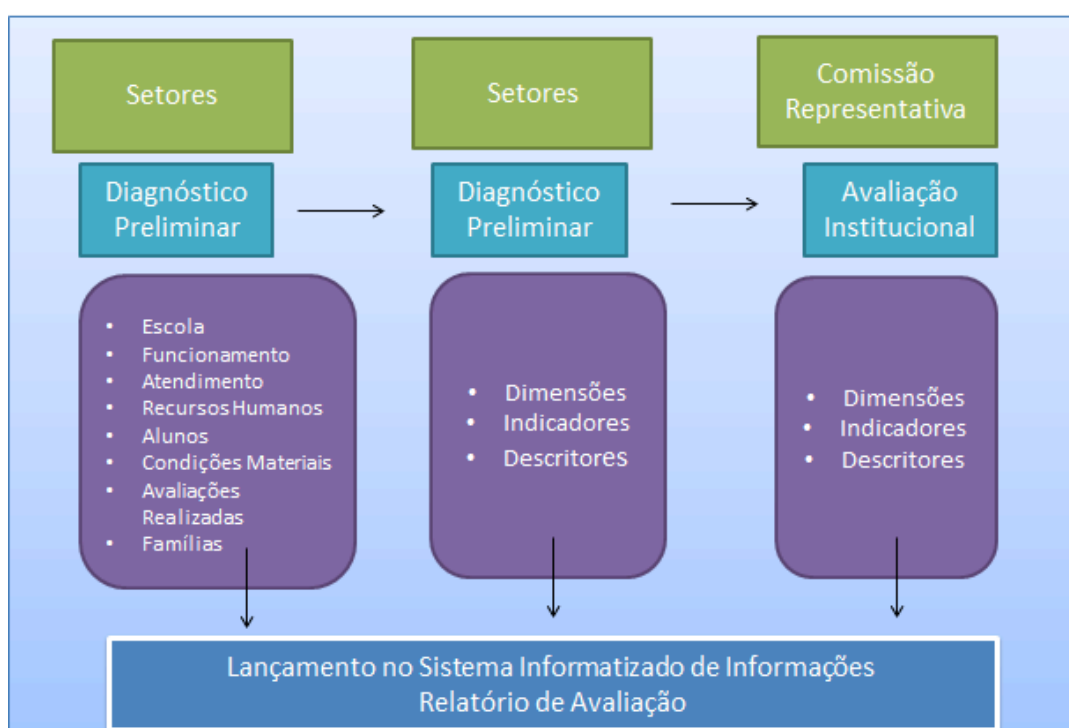 Setores
Diagnóstico
Preliminar
• Escola
• Funcionamento
• Atendimento
• Recursos Humanos
• Alunos
• Condições Materiais
• Avaliações
Realizadas
• Famílias
Setores
Diagnóstico
Preliminar
• Dimensões
• Indicadores
• Descritores
Comissão
Representativa
Avaliação
Institucional
• Dimensões
• Indicadores
• Descritores
Lançamento no Sistema Informatizado de Informações
Relatório de Avaliação